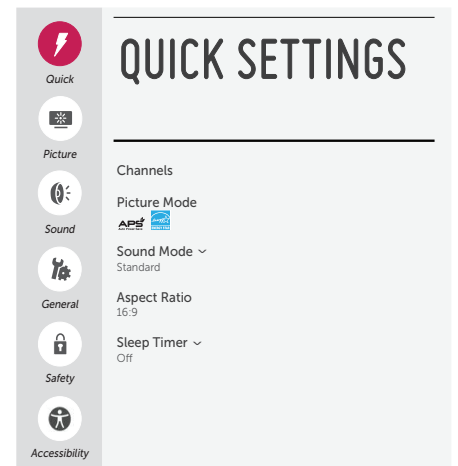 Quick
Picture
Sound
General
Safety
Accessibility
QUICK SETTINGS
Channels
Picture Mode
APS
Sound Mode
Standard
Aspect Ratio
16:9
Sleep Timer
Off